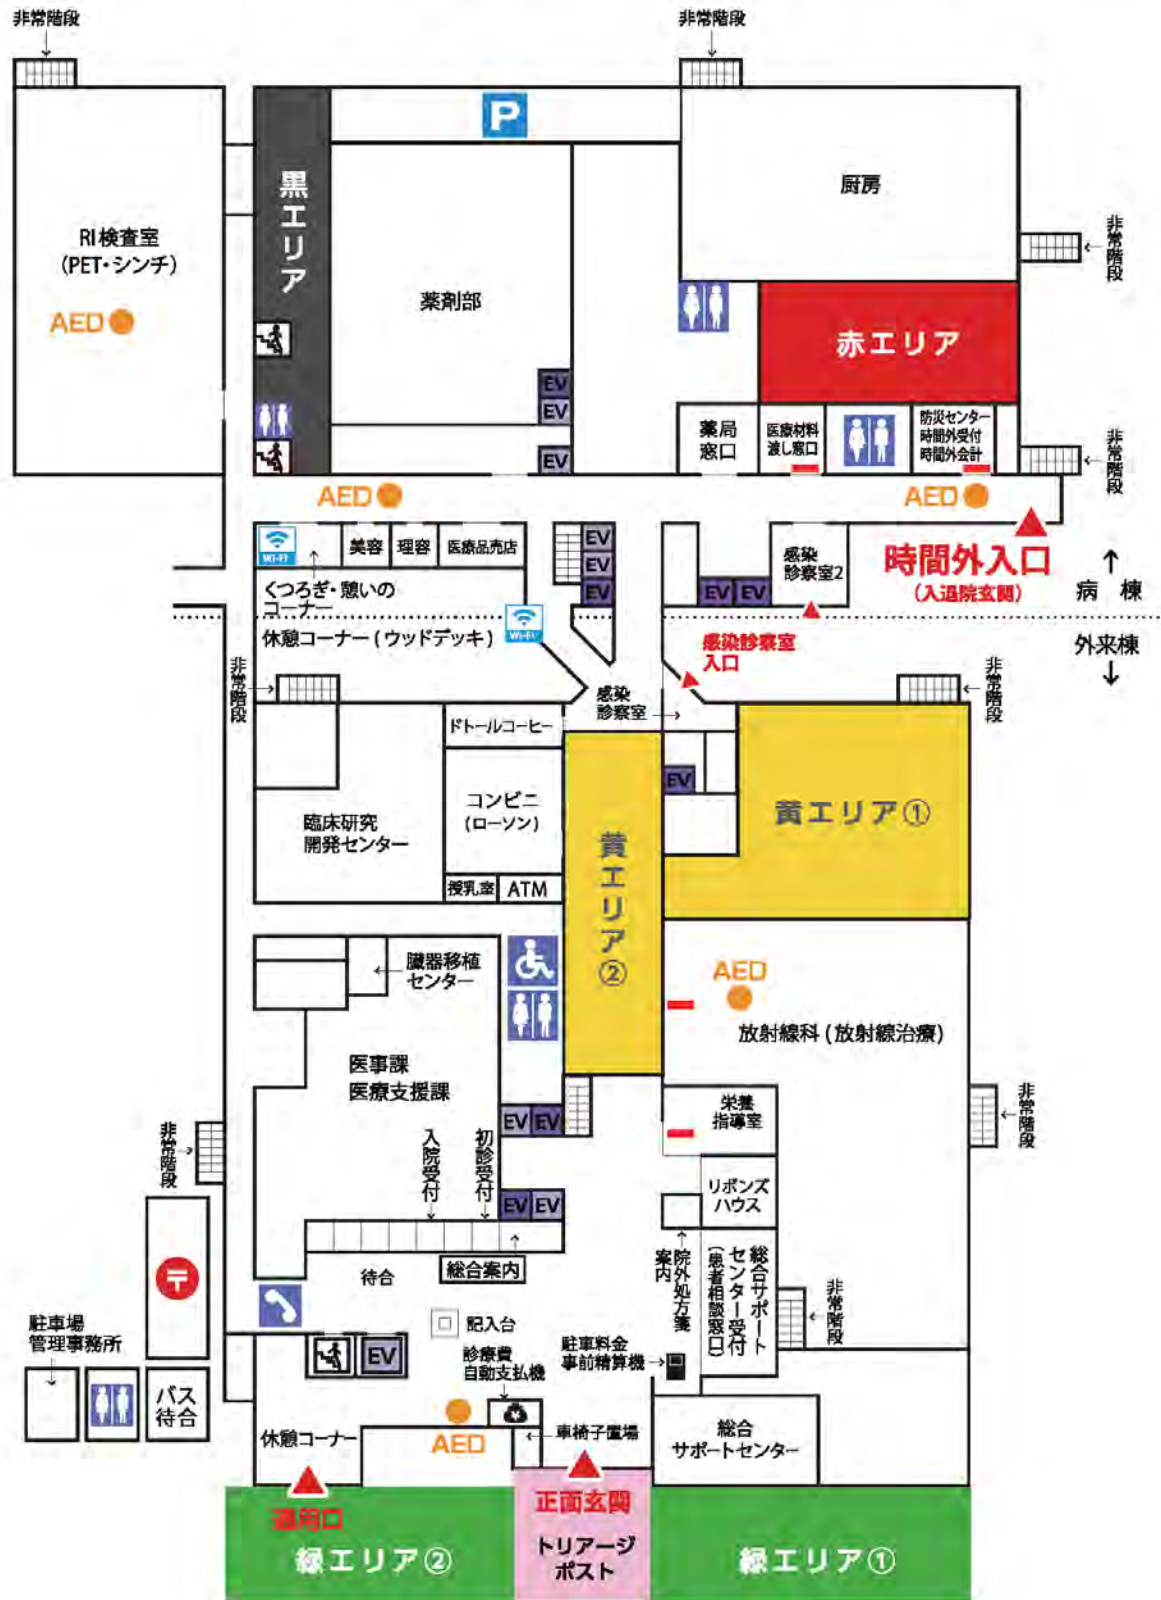 非常階段
非常階段
P
黒エリア
厨房
RI検査室
(PET・シンチ)
AED
薬剤部
非常階段
赤エリア
EV
EV
EV
薬局
窓口
医療材料
渡し窓口
防災センター
時間外受付
時間外会計
非常階段
AED
AED
Wi-Fi
美容
理容
医療品売店
EV
EV
EV
EV
EV
感染
診察室2
時間外入口
(入退院玄関)
病 棟
くつろぎ・憩いの
コーナー
休憩コーナー(ウッドデッキ)
Wi-Fi
感染診察室
入口
外来棟
非常階段
感染
診察室
非常階段
ドトールコーヒー
EV
コンビニ
(ローソン)
臨床研究
開発センター
黄エリア①
黄エリア②
授乳室
ATM
臓器移植
センター
AED
放射線科(放射線治療)
医事課
医療支援課
EV
EV
栄養
指導室
非常階段
非常階段
入院受付
初診受付
EV
EV
リボンズ
ハウス
〒
待合
総合案内
院外処方箋
案内
総合サポート
センター受付
(患者相談窓口)
非常階段
記入台
駐車場
管理事務所
EV
診療費
自動支払機
駐車料金
事前精算機
バス
待合
休憩コーナー
AED
車椅子置場
総合
サポートセンター
通用口
正面玄関
緑エリア②
トリアージ
ポスト
緑エリア①